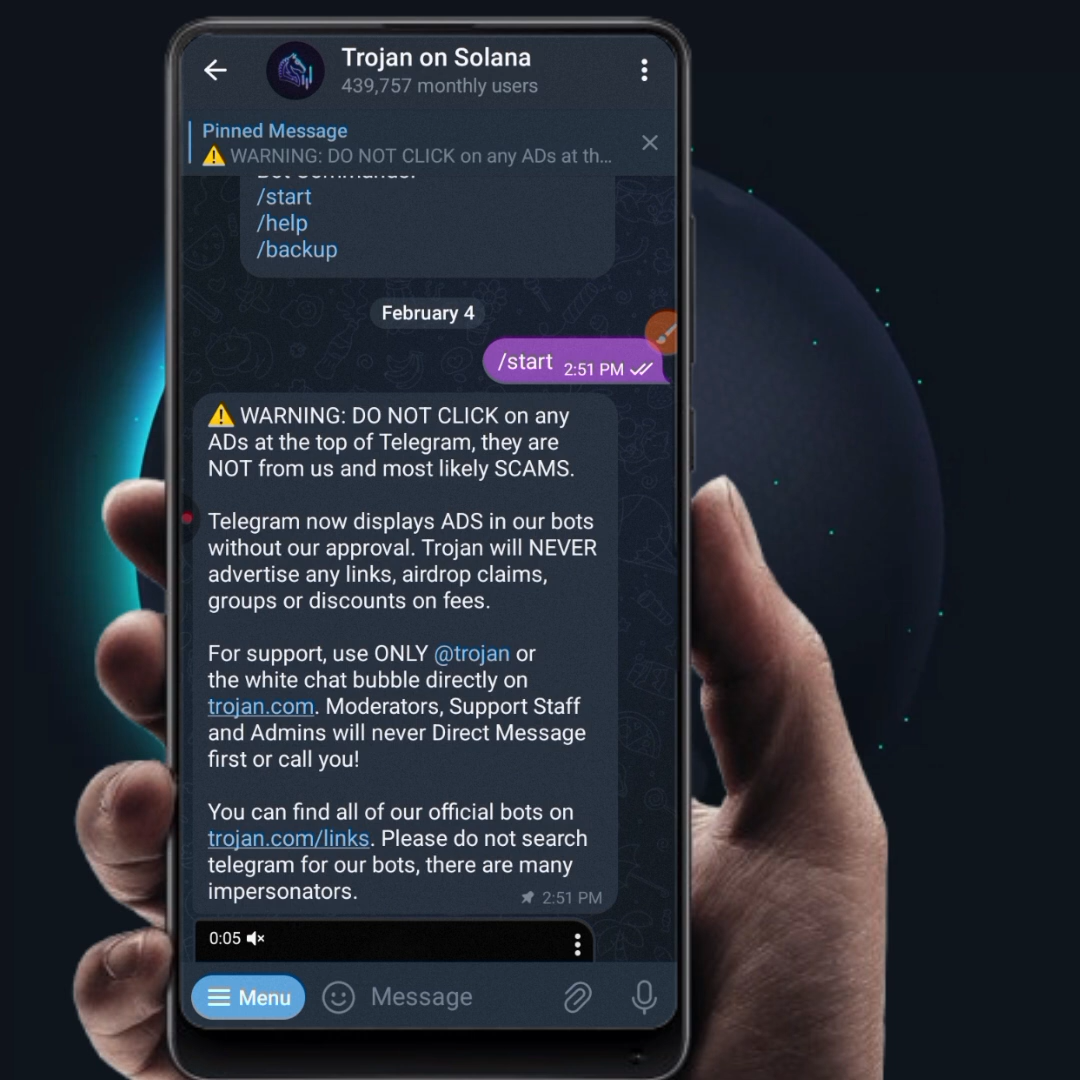 Trojan on Solana
439,757 monthly users
Pinned Message
⚠️ WARNING: DO NOT CLICK on any ADs at th...
Bot Commands:
/start
/help
/backup
February 4
/start 2:51 PM
⚠️ WARNING: DO NOT CLICK on any
ADs at the top of Telegram, they are
NOT from us and most likely SCAMS.
Telegram now displays ADS in our bots
without our approval. Trojan will NEVER
advertise any links, airdrop claims,
groups or discounts on fees.
For support, use ONLY @trojan or
the white chat bubble directly on
trojan.com. Moderators, Support Staff
and Admins will never Direct Message
first or call you!
You can find all of our official bots on
trojan.com/links. Please do not search
telegram for our bots, there are many
impersonators.
2:51 PM
0:05
Menu
Message